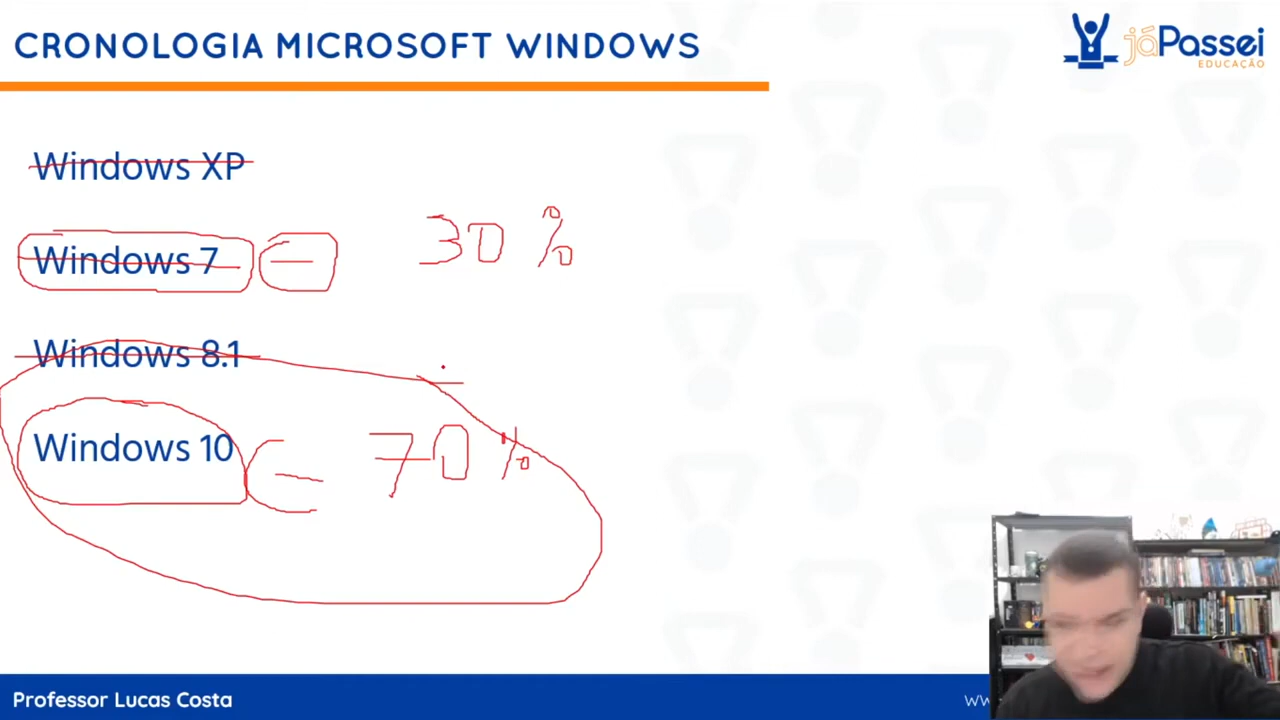 CRONOLOGIA MICROSOFT WINDOWS
jáPassei
EDUCAÇÃO
Windows XP
Windows 7 = 30%
Windows 8.1
Windows 10 = 70%
Professor Lucas Costa